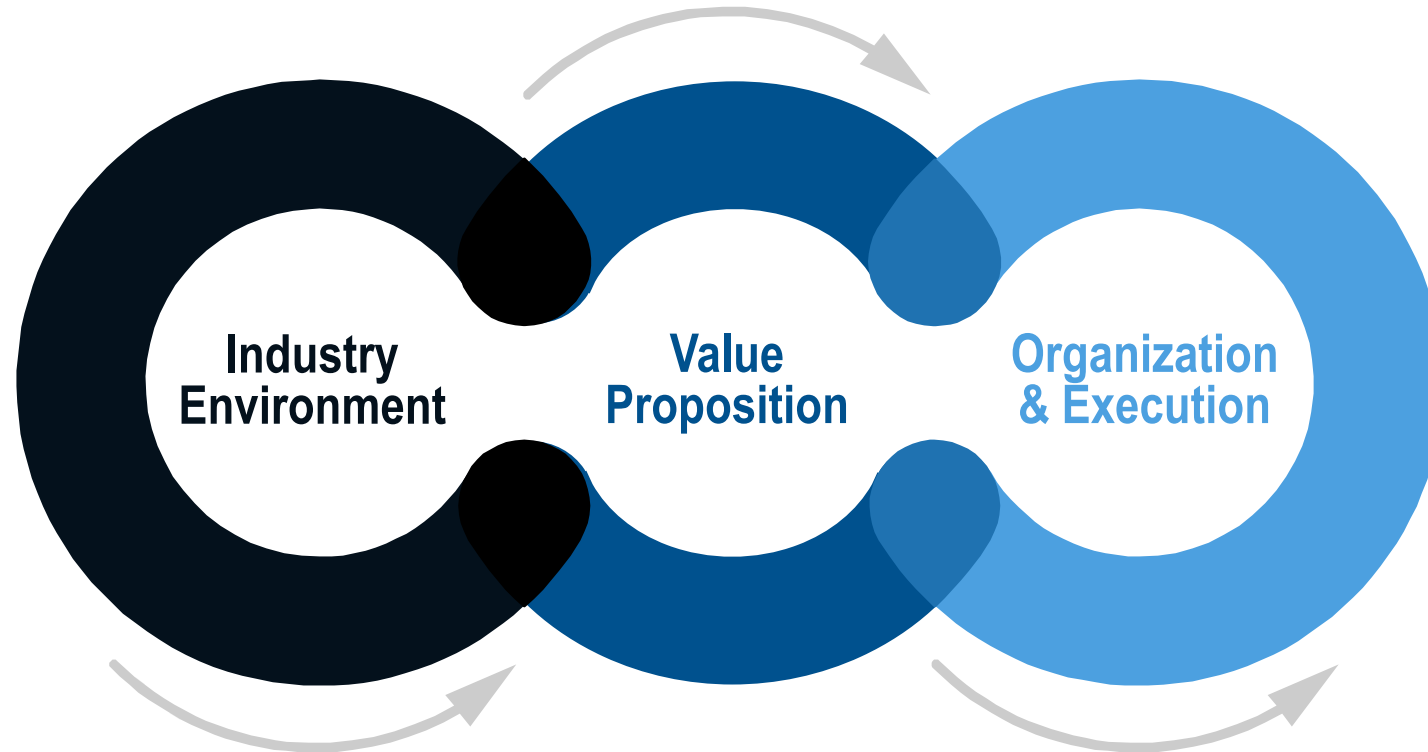 Industry
Environment
Value
Proposition
Organization
& Execution